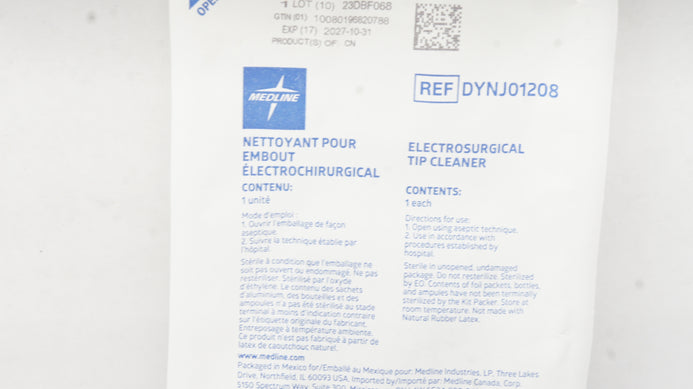 OPE
LOT (10) 23DBF068
GTIN (01) 10080196820788
EXP (17) 2027-10-31
PRODUCT(S) OF: CN
MEDLINE
REF DYNJ01208
NETTOYANT POUR
EMBOUT
ÉLECTROCHIRURGICAL
CONTENU:
1 unité
Mode d'emploi :
1. Ouvrir l'emballage de façon
aseptique.
2. Suivre la technique établie par
l'hôpital.
Stérile à condition que l'emballage ne
soit pas ouvert ou endommagé. Ne pas
restériliser. Stérilisé par l'oxyde
d'éthylène. Le contenu des sachets
d'aluminium, des bouteilles et des
ampoules n'a pas été stérilisé au stade
terminal à moins d'indication contraire
sur l'étiquette originale du fabricant.
Entreposage à température ambiante.
Ce produit n'est pas fabriqué à partir de
latex de caoutchouc naturel.
ELECTROSURGICAL
TIP CLEANER
CONTENTS:
1 each
Directions for use:
1. Open using aseptic technique.
2. Use in accordance with
procedures established by
hospital.
Sterile in unopened, undamaged
package. Do not resterilize. Sterilized
by EO. Contents of foil packets, bottles,
and ampules have not been terminally
sterilized by the Kit Packer. Store at
room temperature. Not made with
Natural Rubber Latex.
www.medline.com
Packaged in Mexico for/Emballé au Mexique pour: Medline Industries, LP, Three Lakes
Drive, Northfield, IL 60093 USA, Imported by/Importé par: Medline Canada, Corp.
5150 Spectrum Way, Suite 300,